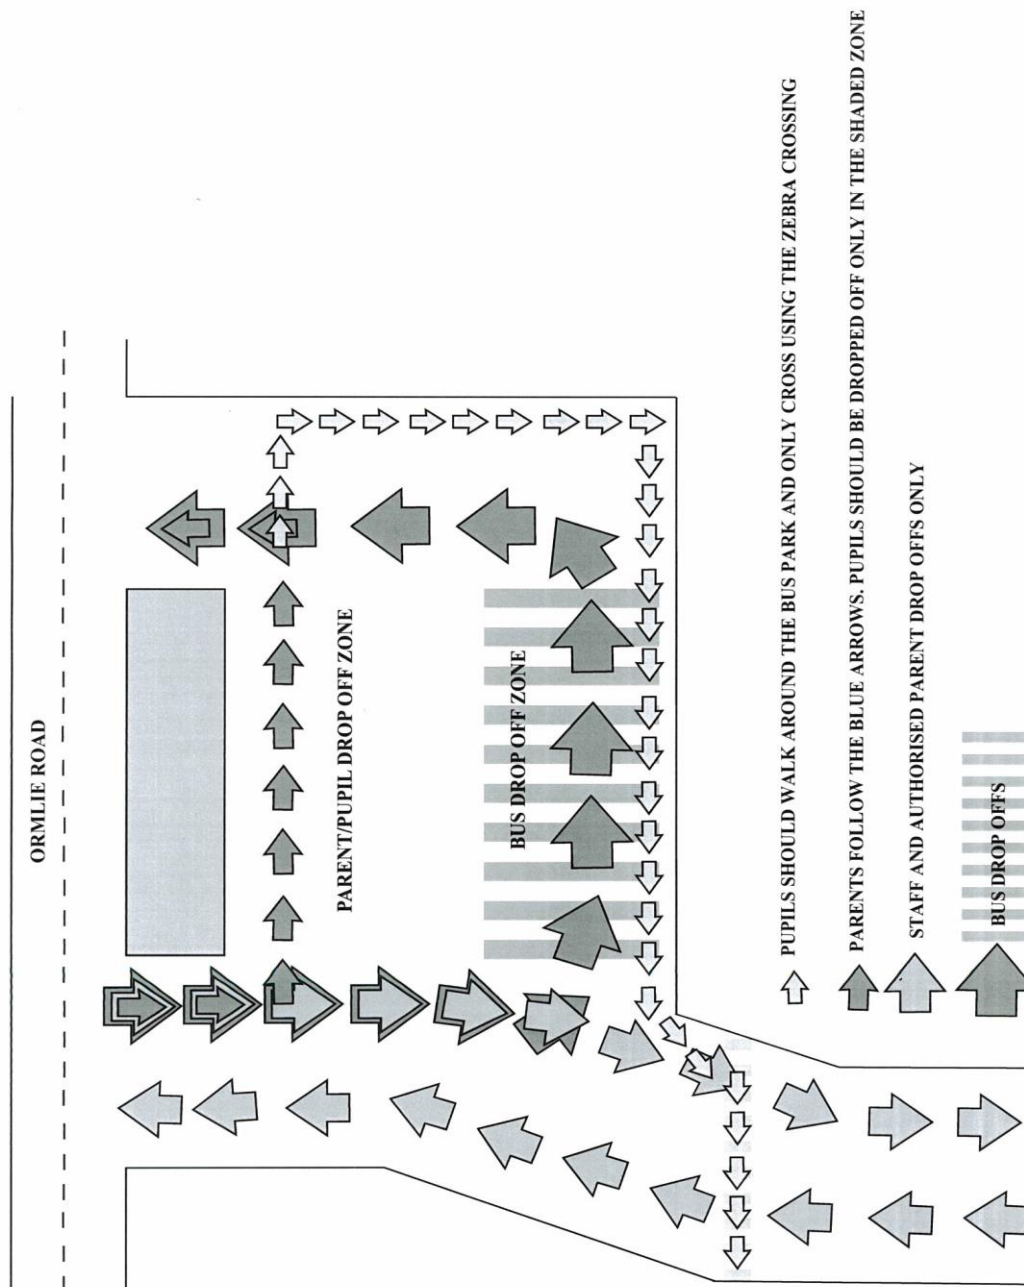 ORMLIE ROAD
PARENT/PUPIL DROP OFF ZONE
BUS DROP OFF ZONE
PUPILS SHOULD WALK AROUND THE BUS PARK AND ONLY CROSS USING THE ZEBRA CROSSING
PARENTS FOLLOW THE BLUE ARROWS. PUPILS SHOULD BE DROPPED OFF ONLY IN THE SHADED ZONE
STAFF AND AUTHORISED PARENT DROP OFFS ONLY
BUS DROP OFFS